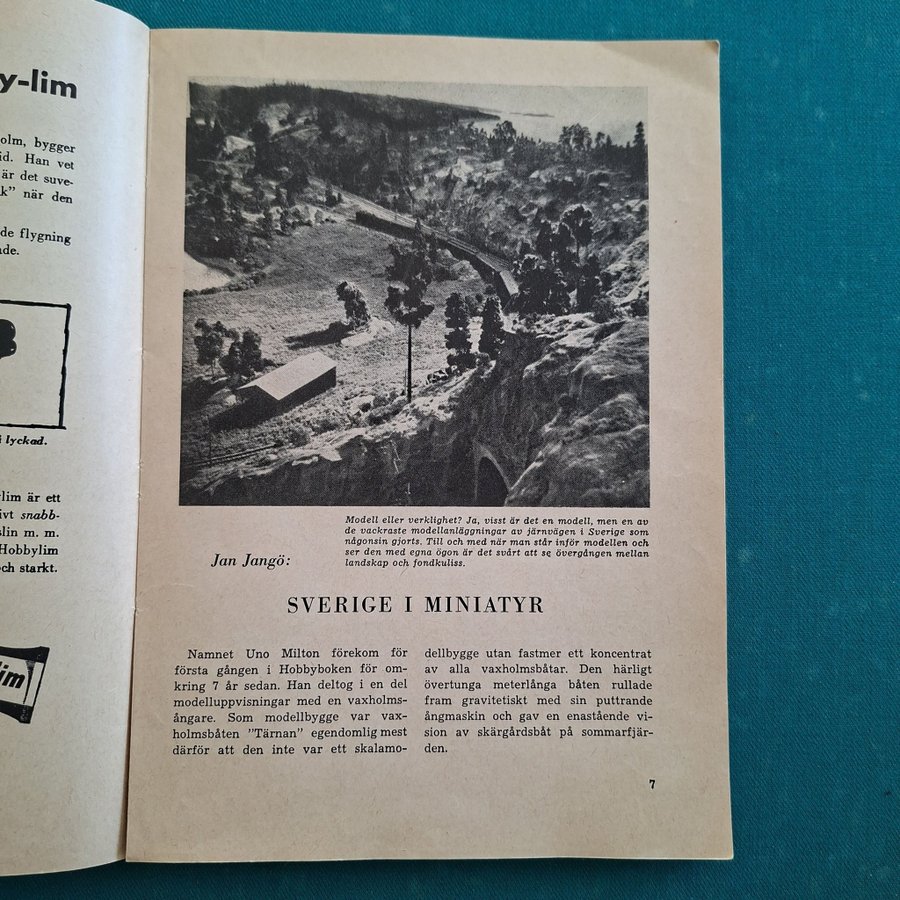 y-lim
olm, bygger
id. Han vet
är det suve-
k" när den
de flygning
nde.
i lyckad.
lim är ett
ivt snabb-
slin m. m.
Hobbylim
och starkt.
im
Modell eller verklighet? Ja, visst är det en modell, men en av
de vackraste modellanläggningar av järnvägen i Sverige som
någonsin gjorts. Till och med när man står inför modellen och
ser den med egna ögon är det svårt att se övergången mellan
landskap och fondkuliss.
Jan Jangö:
SVERIGE I MINIATYR
Namnet Uno Milton förekom för
första gången i Hobbyboken för om-
kring 7 år sedan. Han deltog i en del
modelluppvisningar med en vaxholms-
ångare. Som modellbygge var vax-
holmsbåten "Tärnan" egendomlig mest
därför att den inte var ett skalamo-
dellbygge utan fastmer ett koncentrat
av alla vaxholmsbåtar. Den härligt
övertunga meterlånga båten rullade
fram gravitetiskt med sin puttrande
ångmaskin och gav en enastående vi-
sion av skärgårdsbåt på sommarfjär-
den.
7